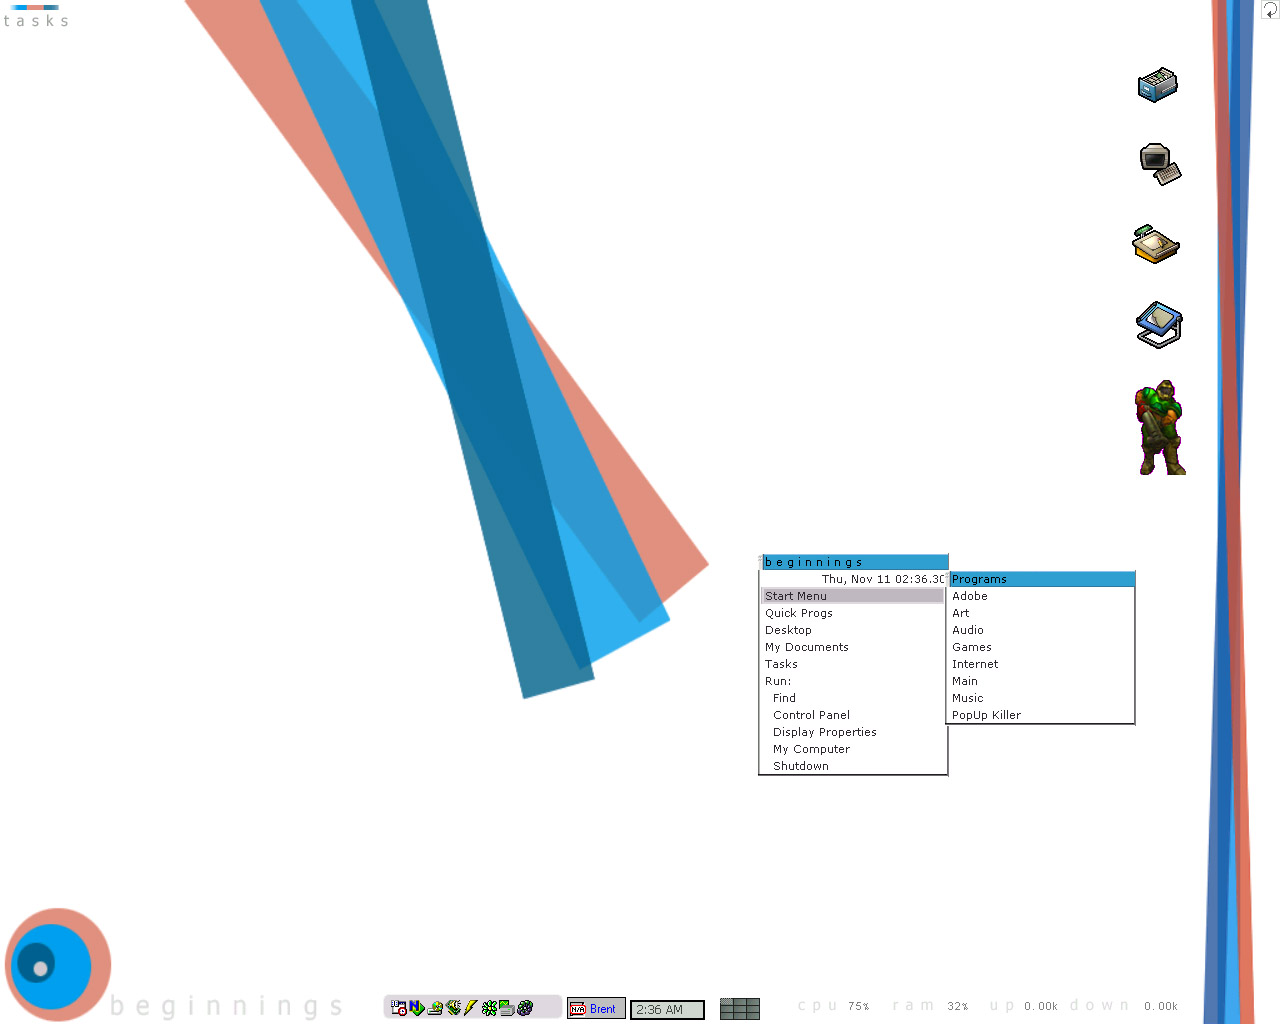 tasks
beginnings
Thu, Nov 11 02:36.30
Start Menu
Quick Progs
Desktop
My Documents
Tasks
Run:
Find
Control Panel
Display Properties
My Computer
Shutdown
Programs
Adobe
Art
Audio
Games
Internet
Main
Music
PopUp Killer
beginnings
N/A Brent
2:36 AM
cpu 75% ram 32% up 0.00k down 0.00k